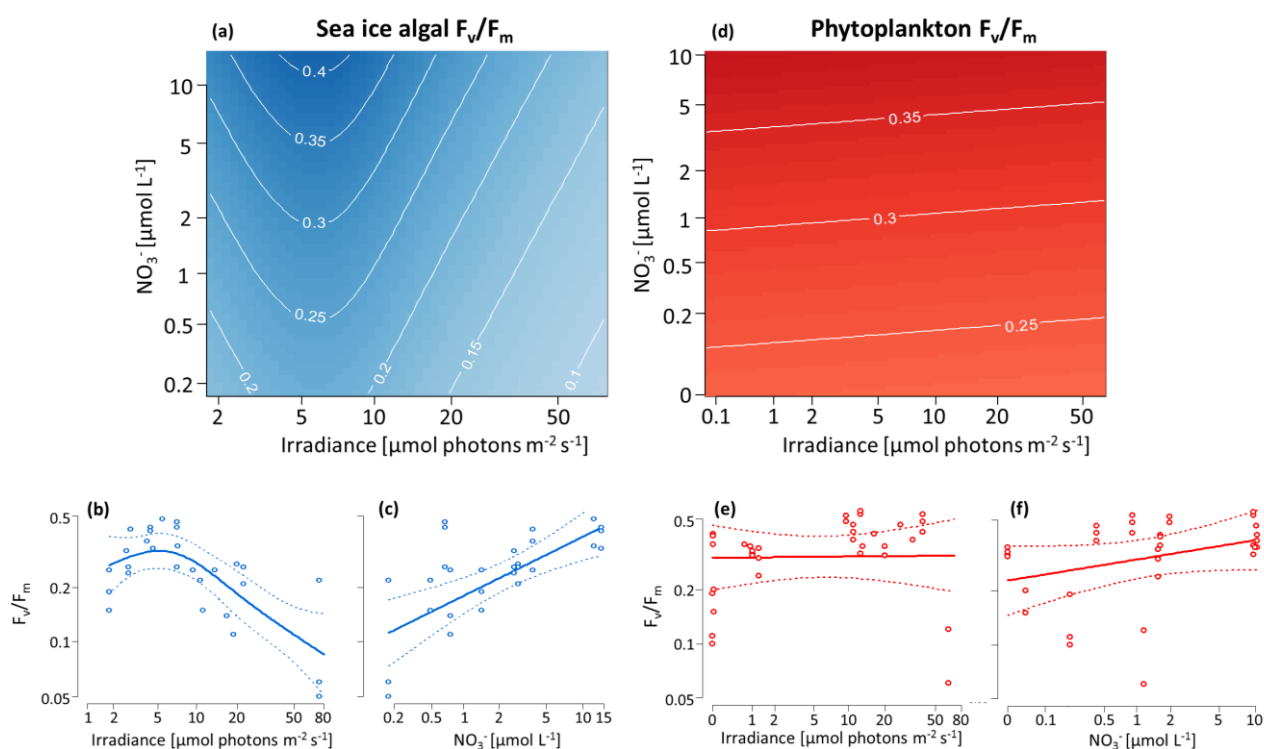 (a) Sea ice algal Fv/Fm
NO3- [µmol L-1]
10
5
2
1
0.5
0.2
0.4
0.35
0.3
0.25
0.2
0.2
0.15
0.1
2 5 10 20 50
Irradiance [µmol photons m-2 s-1]
(d) Phytoplankton Fv/Fm
NO3- [µmol L-1]
10
5
2
1
0.5
0.2
0
0.35
0.3
0.25
0.1 1 2 5 10 20 50
Irradiance [µmol photons m-2 s-1]
(b)
Fv/Fm
0.5
0.2
0.1
0.05
1 2 5 10 20 50 80
Irradiance [µmol photons m-2 s-1]
(c)
0.2 0.5 1 2 5 10 15
NO3- [µmol L-1]
(e)
Fv/Fm
0.5
0.2
0.1
0.05
0 1 2 5 10 20 50 80
Irradiance [µmol photons m-2 s-1]
(f)
0 0.1 0.5 1 2 5 10
NO3- [µmol L-1]